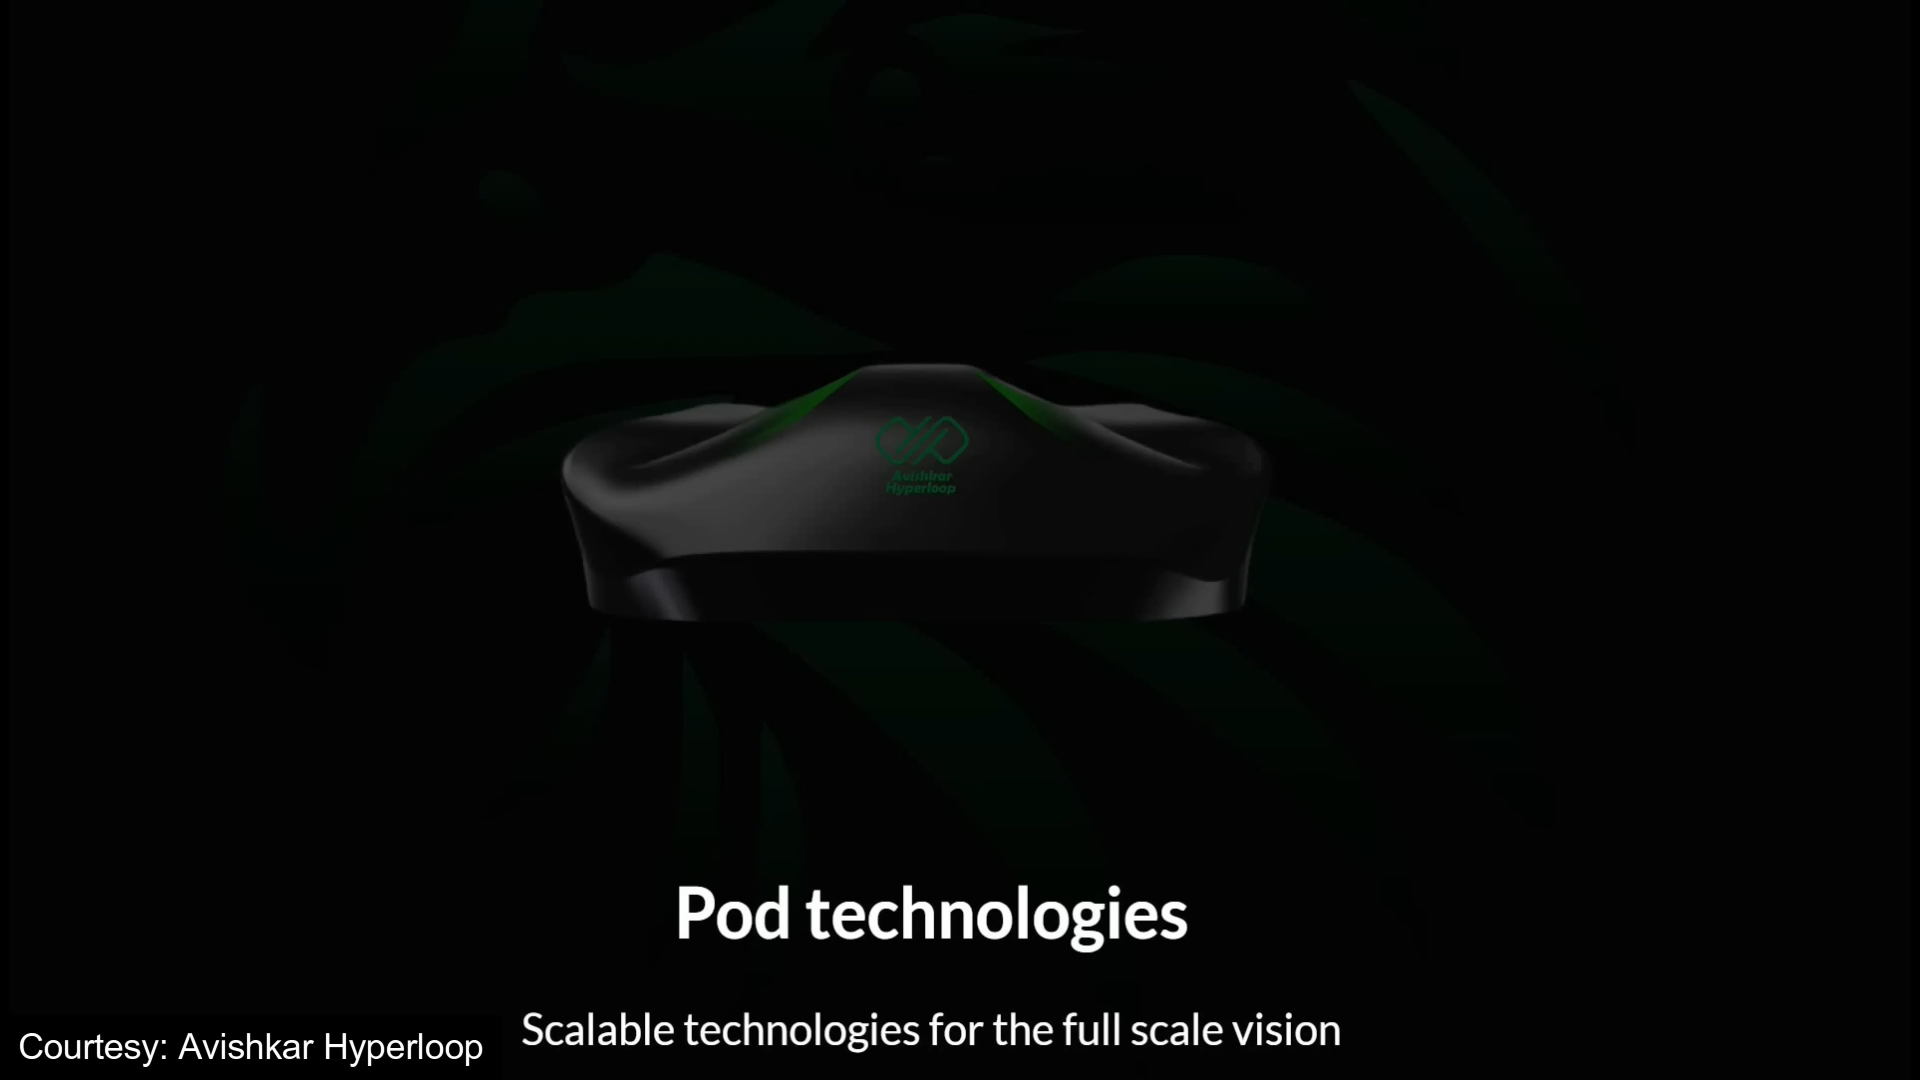 Avishkar
Hyperloop
Pod technologies
Scalable technologies for the full scale vision
Courtesy: Avishkar Hyperloop